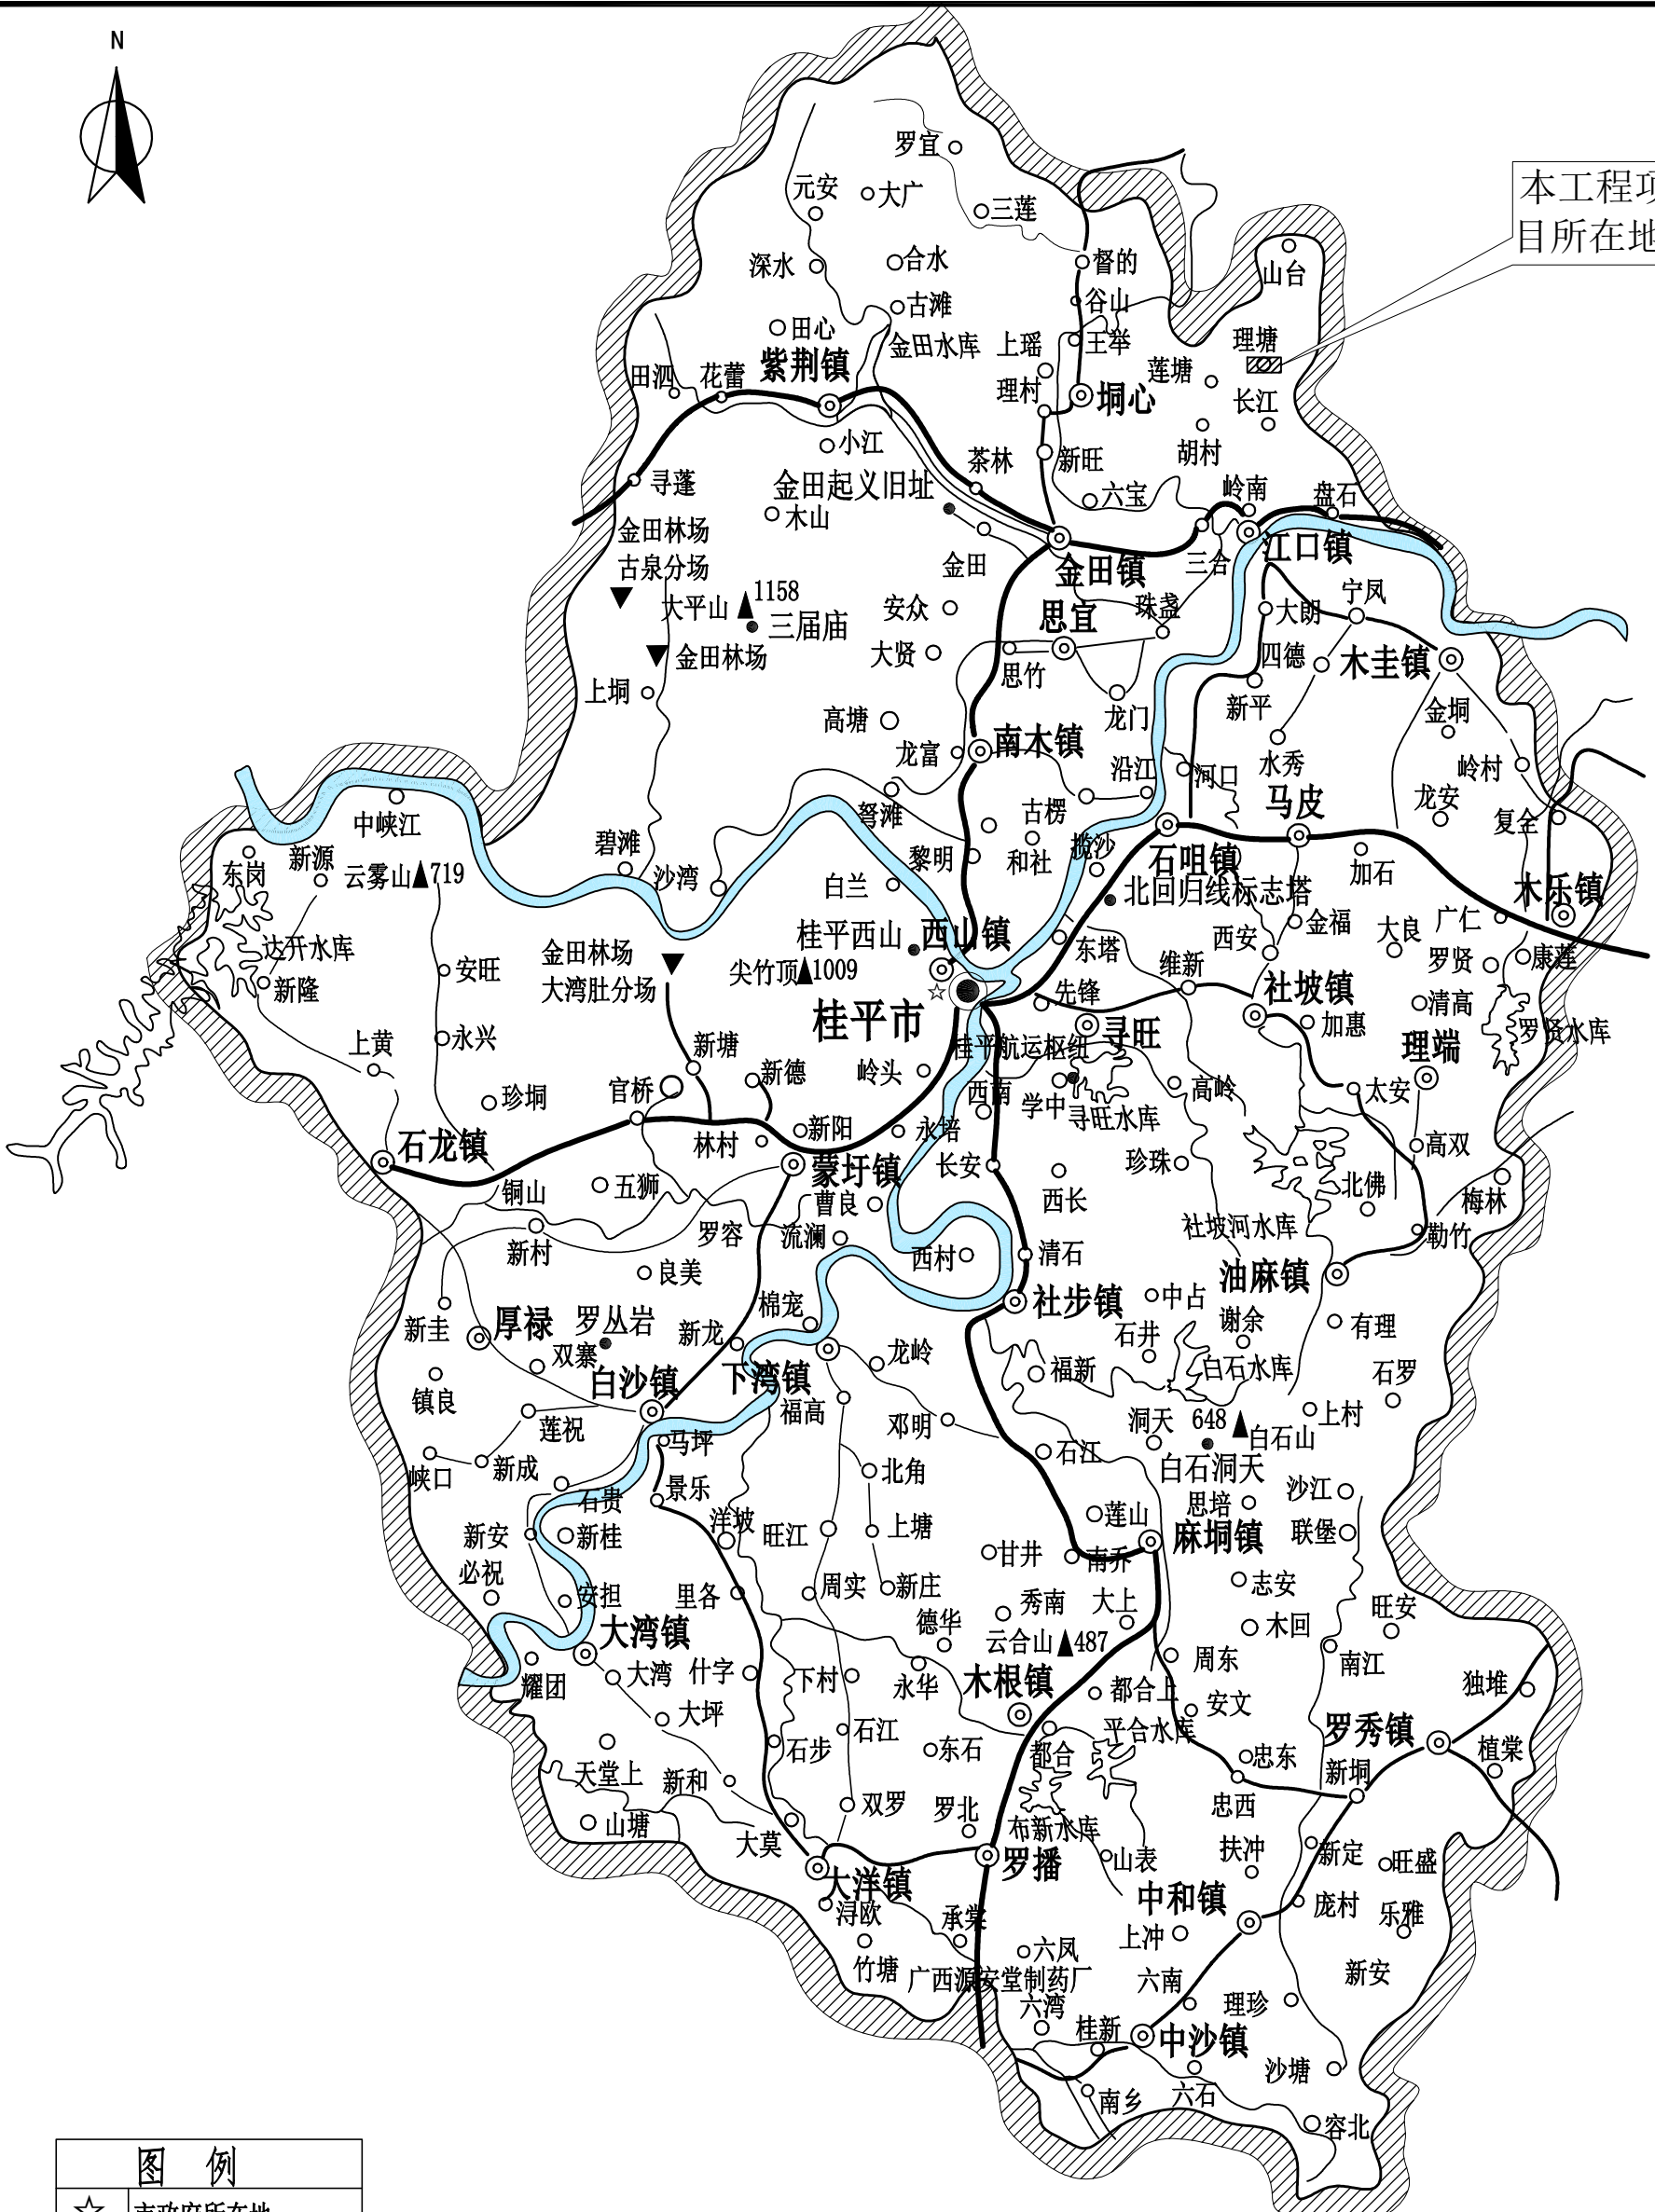 N
罗宜
元安
大广
三莲
本工程项
目所在地
深水
合水
督的
山台
古滩
谷山
田心
金田水库
上瑶
王举
理塘
紫荆镇
田泗
花蕾
理村
垌心
莲塘
长江
小江
茶林
新旺
胡村
寻蓬
金田起义旧址
六宝
岭南
盘石
木山
金田林场
古泉分场
金田
金田镇
三合
江口镇
大平山
1158
三届庙
安众
思宜
珠盏
大朗
宁凤
金田林场
大贤
思竹
四德
木圭镇
上垌
高塘
龙门
新平
金垌
龙富
南木镇
沿江
河口
水秀
岭村
中峡江
弩滩
古楞
马皮
龙安
复全
碧滩
黎明
和社
揽沙
石咀镇
加石
东岗
新源
云雾山
719
沙湾
白兰
北回归线标志塔
木乐镇
达开水库
金田林场
大湾肚分场
桂平西山
西山镇
东塔
西安
金福
大良
广仁
安旺
尖竹顶
1009
维新
罗贤
康莲
新隆
桂平市
先锋
社坡镇
清高
上黄
永兴
新塘
桂平航运枢纽
寻旺
加惠
理端
罗贤水库
珍垌
官桥
新德
岭头
西南
学中
寻旺水库
高岭
太安
石龙镇
林村
新阳
永培
高双
铜山
五狮
蒙圩镇
长安
珍珠
北佛
梅林
曹良
西长
新村
罗容
流澜
西村
清石
社坡河水库
勒竹
良美
油麻镇
新圭
厚禄
罗丛岩
新龙
棉宠
社步镇
中占
谢余
有理
双寨
龙岭
石井
镇良
白沙镇
下湾镇
福新
白石水库
石罗
莲祝
福高
邓明
洞天
648
白石山
上村
峡口
新成
马坪
北角
石江
白石洞天
石贵
景乐
思培
沙江
新安
新桂
洋坡
旺江
上塘
莲山
麻垌镇
联堡
必祝
安担
里各
周实
新庄
甘井
南乔
志安
大湾镇
德华
秀南
大上
木回
旺安
云合山
487
周东
南江
耀团
大湾
什字
下村
永华
木根镇
都合上
安文
独堆
大坪
石江
平合水库
罗秀镇
石步
东石
都合
忠东
植棠
天堂上
新和
新垌
双罗
罗北
忠西
山塘
大莫
布新水库
扶冲
新定
旺盛
大洋镇
罗播
山表
中和镇
庞村
乐雅
浔欧
承棠
上冲
竹塘
六凤
新安
广西源安堂制药厂
六南
六湾
理珍
桂新
中沙镇
沙塘
南乡
六石
容北
图 例
市政府所在地